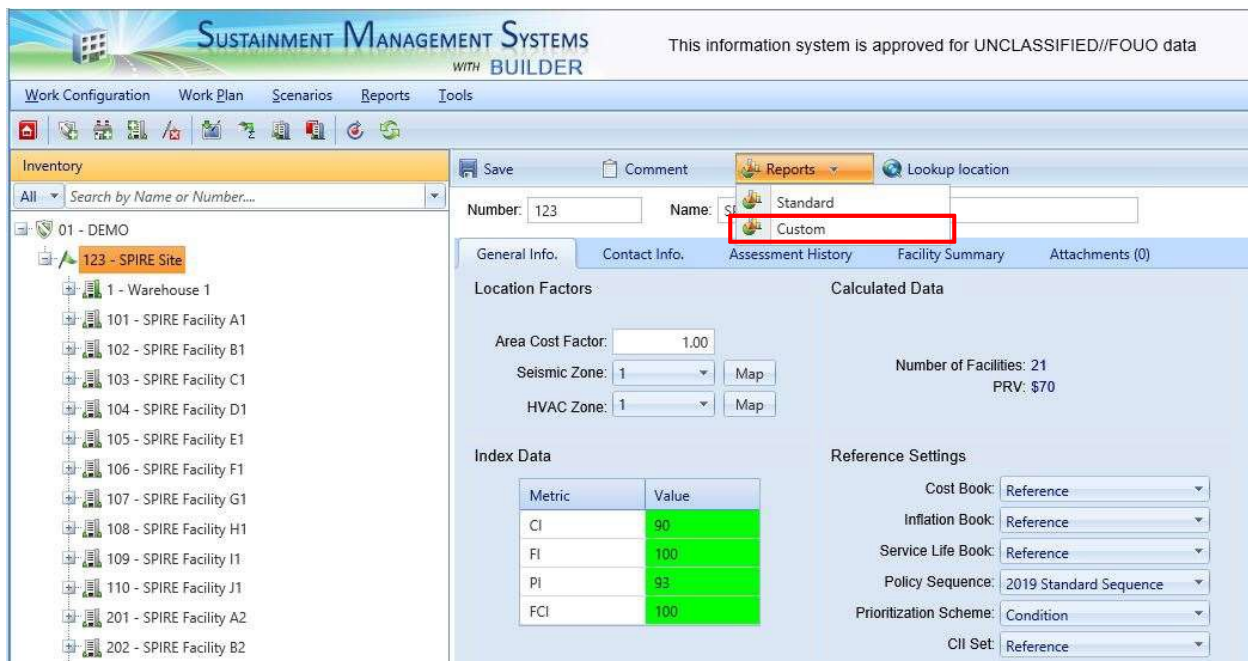 SUSTAINMENT MANAGEMENT SYSTEMS
WITH BUILDER
This information system is approved for UNCLASSIFIED//FOUO data
Work Configuration Work Plan Scenarios Reports Tools
Inventory
Save Comment Reports Lookup location
All Search by Name or Number....
Number: 123 Name: SP
Standard
Custom
01 - DEMO
123 - SPIRE Site
1 - Warehouse 1
101 - SPIRE Facility A1
102 - SPIRE Facility B1
103 - SPIRE Facility C1
104 - SPIRE Facility D1
105 - SPIRE Facility E1
106 - SPIRE Facility F1
107 - SPIRE Facility G1
108 - SPIRE Facility H1
109 - SPIRE Facility I1
110 - SPIRE Facility J1
201 - SPIRE Facility A2
202 - SPIRE Facility B2
General Info. Contact Info. Assessment History Facility Summary Attachments (0)
Location Factors
Area Cost Factor: 1.00
Seismic Zone: 1 Map
HVAC Zone: 1 Map
Calculated Data
Number of Facilities: 21
PRV: $70
Index Data
Metric Value
CI 90
FI 100
PI 93
FCI 100
Reference Settings
Cost Book: Reference
Inflation Book: Reference
Service Life Book: Reference
Policy Sequence: 2019 Standard Sequence
Prioritization Scheme: Condition
CII Set: Reference